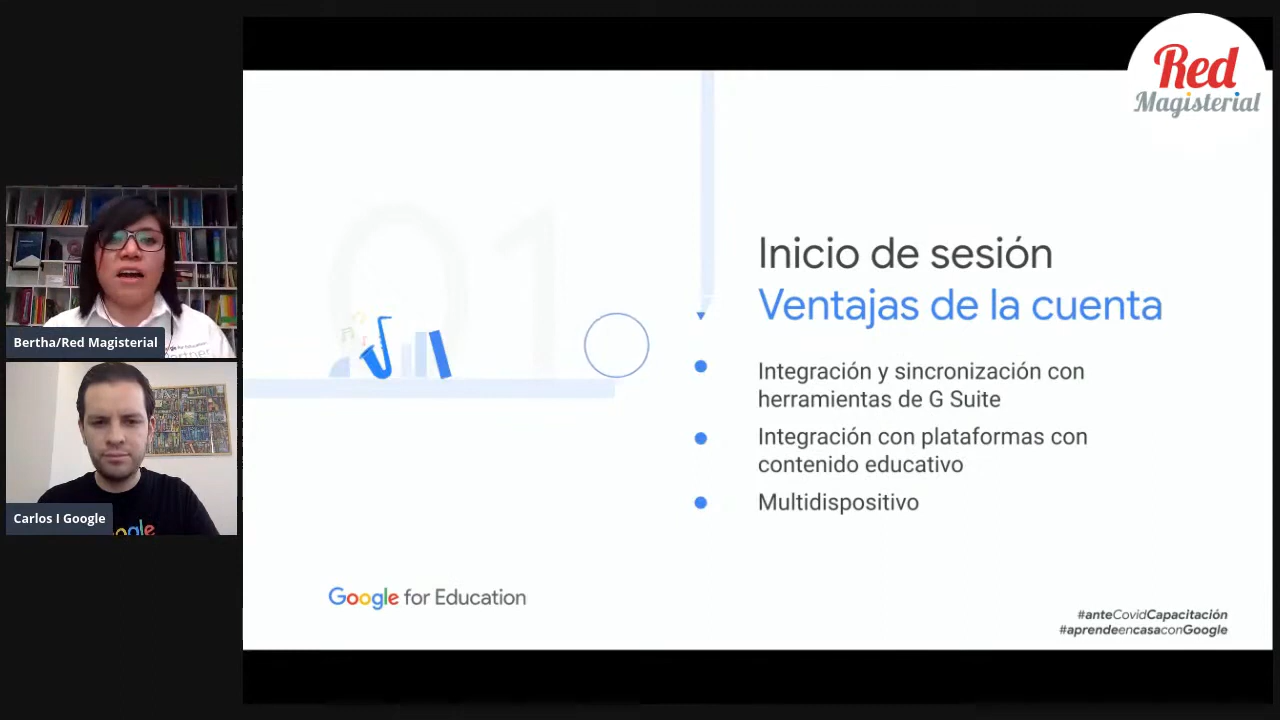 Red
Magisterial
01
Inicio de sesión
Ventajas de la cuenta
Integración y sincronización con
herramientas de G Suite
Integración con plataformas con
contenido educativo
Multidispositivo
Google for Education
#anteCovidCapacitación
#aprendeencasaconGoogle
Bertha/Red Magisterial
Carlos I Google